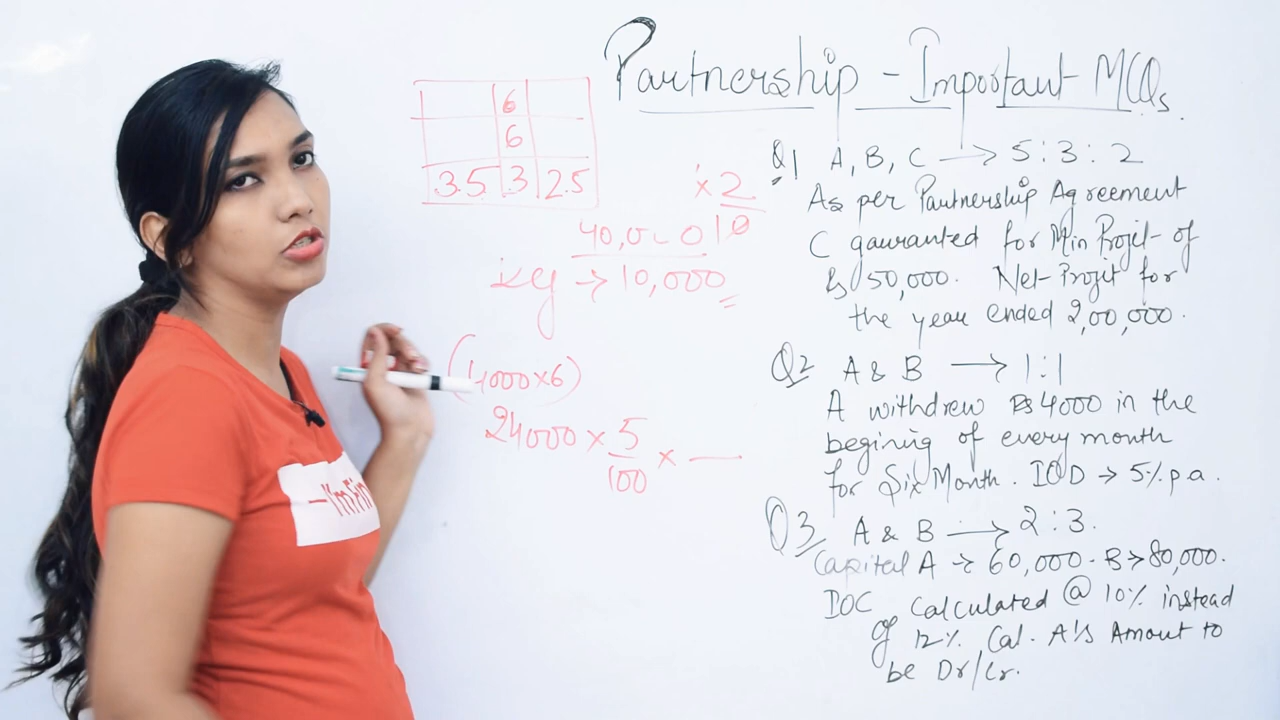 Partnership - Important MCQs.
6
6
3.5 3 2.5
× 2
40,000 10
10,000
(4000×6)
24000 × 5/100 × —
Q1 A, B, C → 5:3:2
As per Partnership Agreement
C gauranted for Min Profit of
Rs 50,000. Net Profit for
the year ended 2,00,000.
Q2 A & B → 1:1
A withdrew Rs 4000 in the
begining of every month
for Six Month. IOD → 5% p.a.
Q3 A & B → 2:3.
Capital A → 60,000. B → 80,000.
IOC Calculated @ 10% instead
of 12%. Cal. A's Amount to
be Dr/Cr.